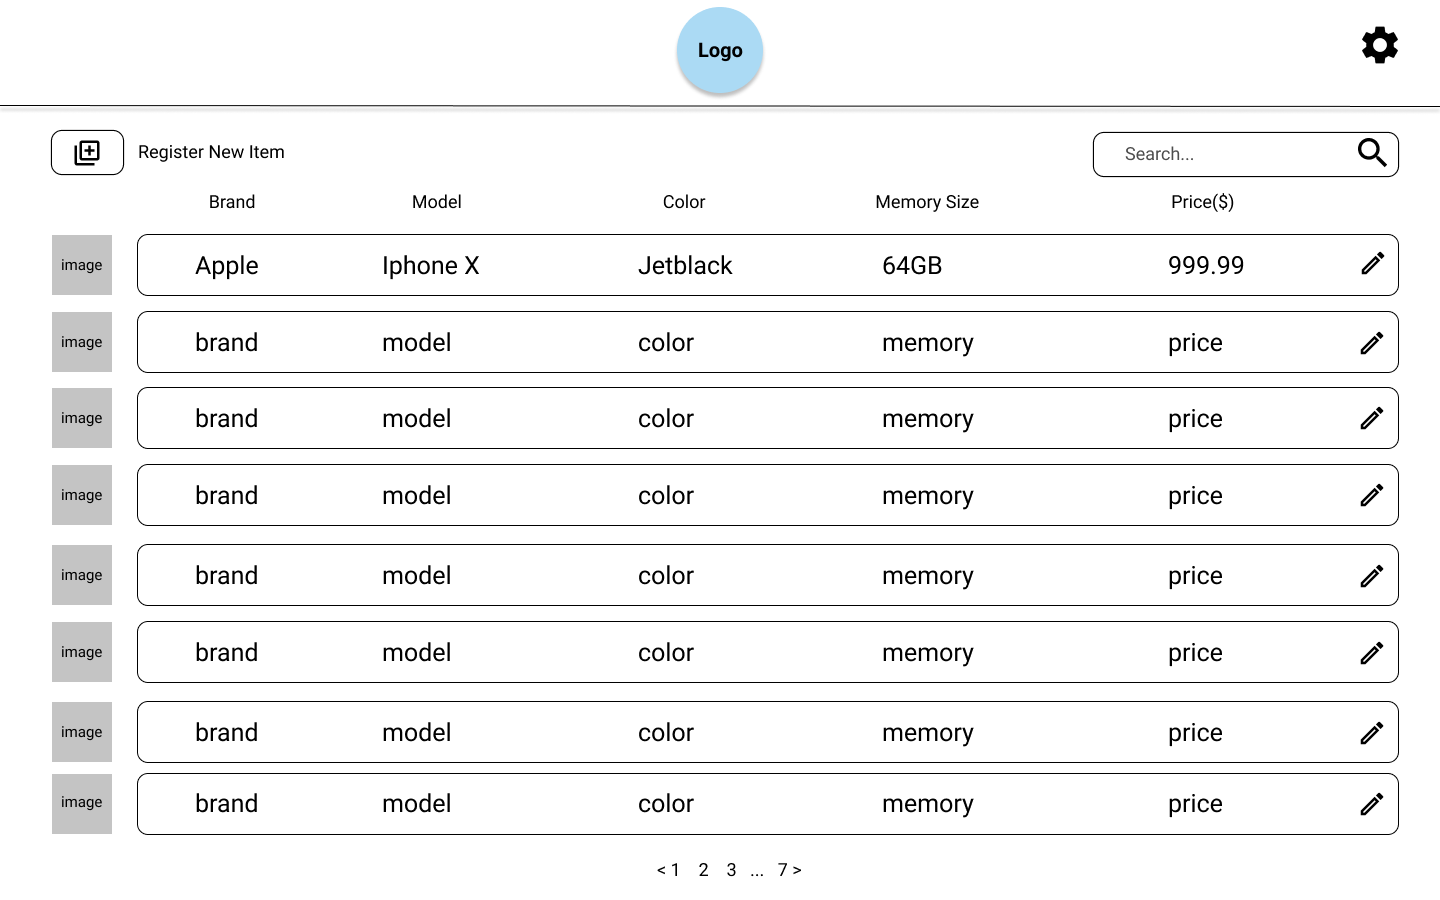 Logo
Register New Item
Search...
Brand Model Color Memory Size Price($)
image Apple Iphone X Jetblack 64GB 999.99
image brand model color memory price
image brand model color memory price
image brand model color memory price
image brand model color memory price
image brand model color memory price
image brand model color memory price
image brand model color memory price
< 1 2 3 ... 7 >